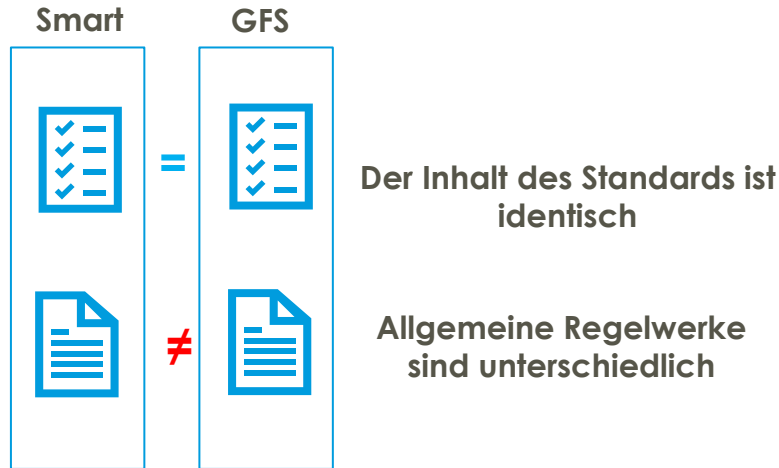 Smart GFS
=
Der Inhalt des Standards ist
identisch
≠
Allgemeine Regelwerke
sind unterschiedlich